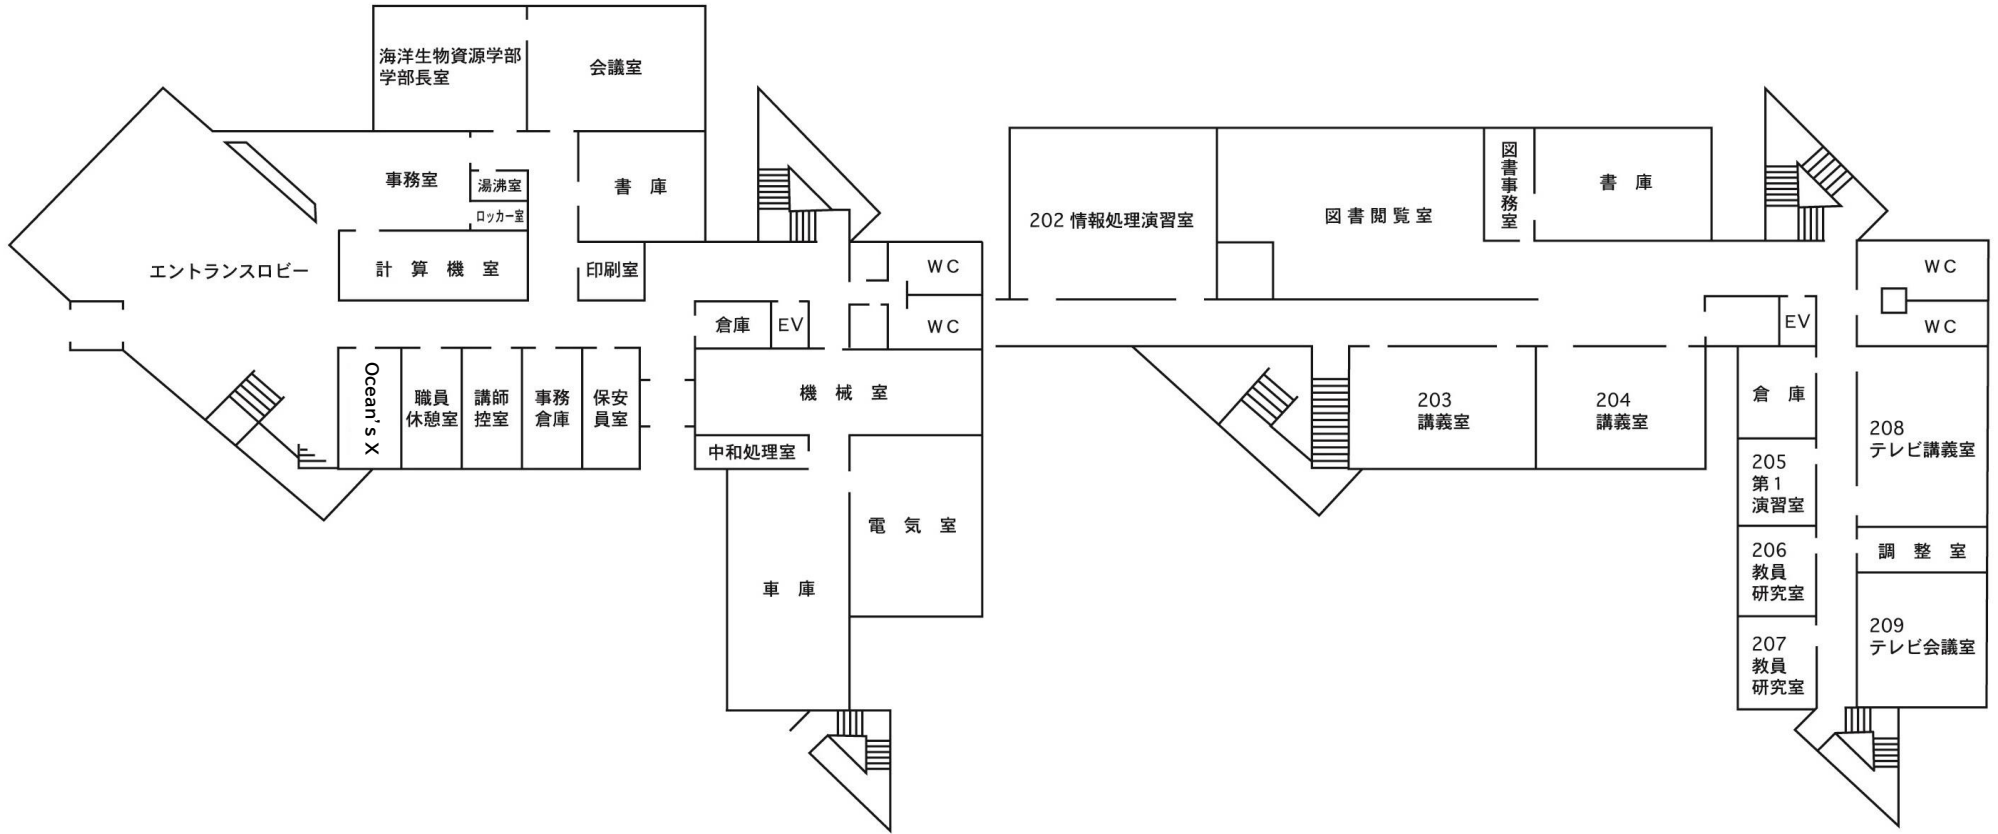 海洋生物資源学部
学部長室
会議室
事務室
湯沸室
ロッカー室
書 庫
エントランスロビー
計 算 機 室
印刷室
倉庫
EV
WC
WC
Ocean's X
職員
休憩室
講師
控室
事務
倉庫
保安
員室
機 械 室
中和処理室
電 気 室
車 庫
202 情報処理演習室
図書閲覧室
図書事務室
書 庫
EV
WC
WC
203
講義室
204
講義室
倉 庫
205
第1
演習室
206
教員
研究室
207
教員
研究室
208
テレビ講義室
調 整 室
209
テレビ会議室